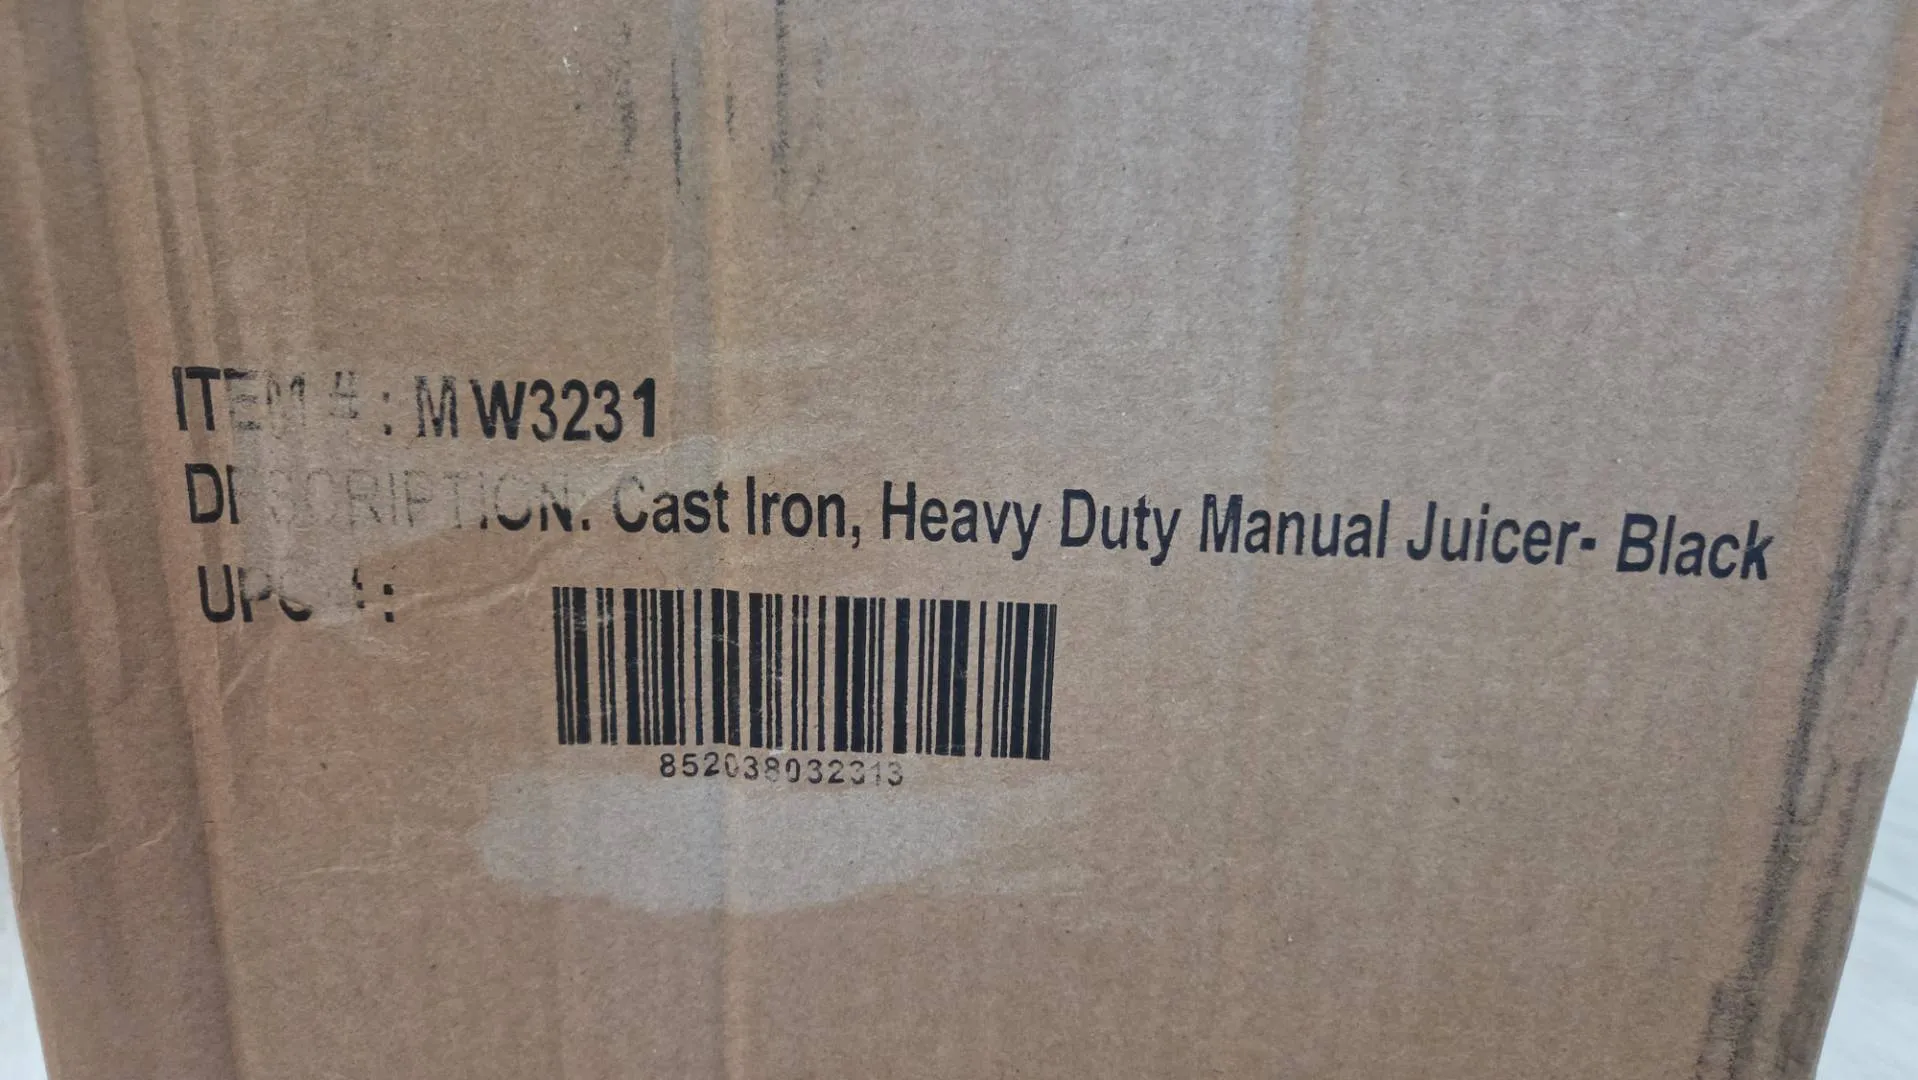 ITEM #: MW3231
DESCRIPTION: Cast Iron, Heavy Duty Manual Juicer- Black
UPC #:
852038032313